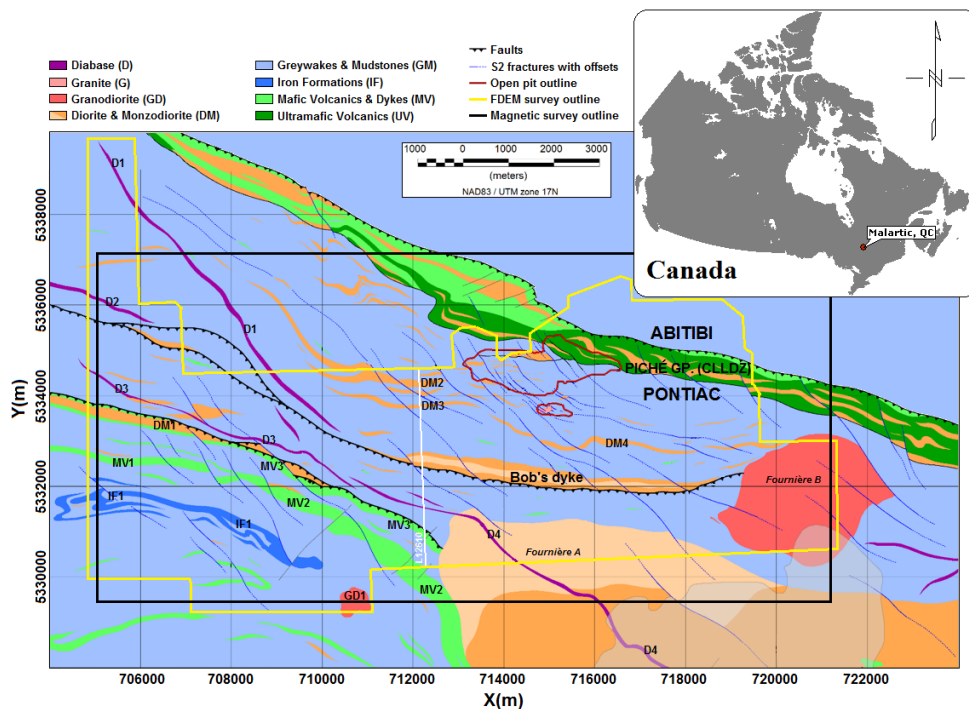 Diabase (D)
Granite (G)
Granodiorite (GD)
Diorite & Monzodiorite (DM)
Greywakes & Mudstones (GM)
Iron Formations (IF)
Mafic Volcanics & Dykes (MV)
Ultramafic Volcanics (UV)
Faults
S2 fractures with offsets
Open pit outline
FDEM survey outline
Magnetic survey outline
N
Malartic, QC
Canada
1000 0 1000 2000 3000
(meters)
NAD83 / UTM zone 17N
D1
D2
D1
ABITIBI
PICHÉ GP. (CLLDZ)
PONTIAC
D3
DM2
DM3
DM1
D3
DM4
MV1
MV3
Bob's dyke
Fournière B
IF1
MV2
IF1
MV3
D4
Fournière A
L12610
GD1
MV2
D4
5338000
5336000
5334000
5332000
5330000
Y(m)
706000 708000 710000 712000 714000 716000 718000 720000 722000
X(m)